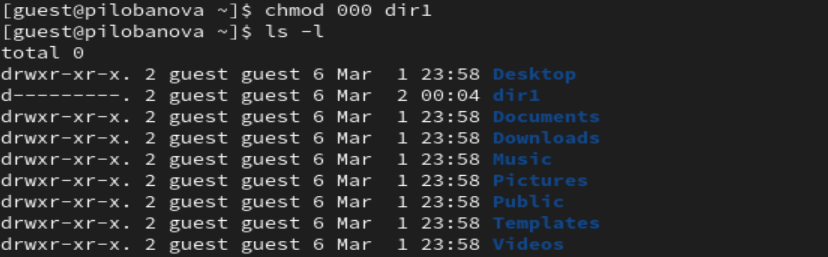 [guest@pilobanova ~]$ chmod 000 dir1
[guest@pilobanova ~]$ ls -l
total 0
drwxr-xr-x. 2 guest guest 6 Mar  1 23:58 Desktop
d---------. 2 guest guest 6 Mar  2 00:04 dir1
drwxr-xr-x. 2 guest guest 6 Mar  1 23:58 Documents
drwxr-xr-x. 2 guest guest 6 Mar  1 23:58 Downloads
drwxr-xr-x. 2 guest guest 6 Mar  1 23:58 Music
drwxr-xr-x. 2 guest guest 6 Mar  1 23:58 Pictures
drwxr-xr-x. 2 guest guest 6 Mar  1 23:58 Public
drwxr-xr-x. 2 guest guest 6 Mar  1 23:58 Templates
drwxr-xr-x. 2 guest guest 6 Mar  1 23:58 Videos